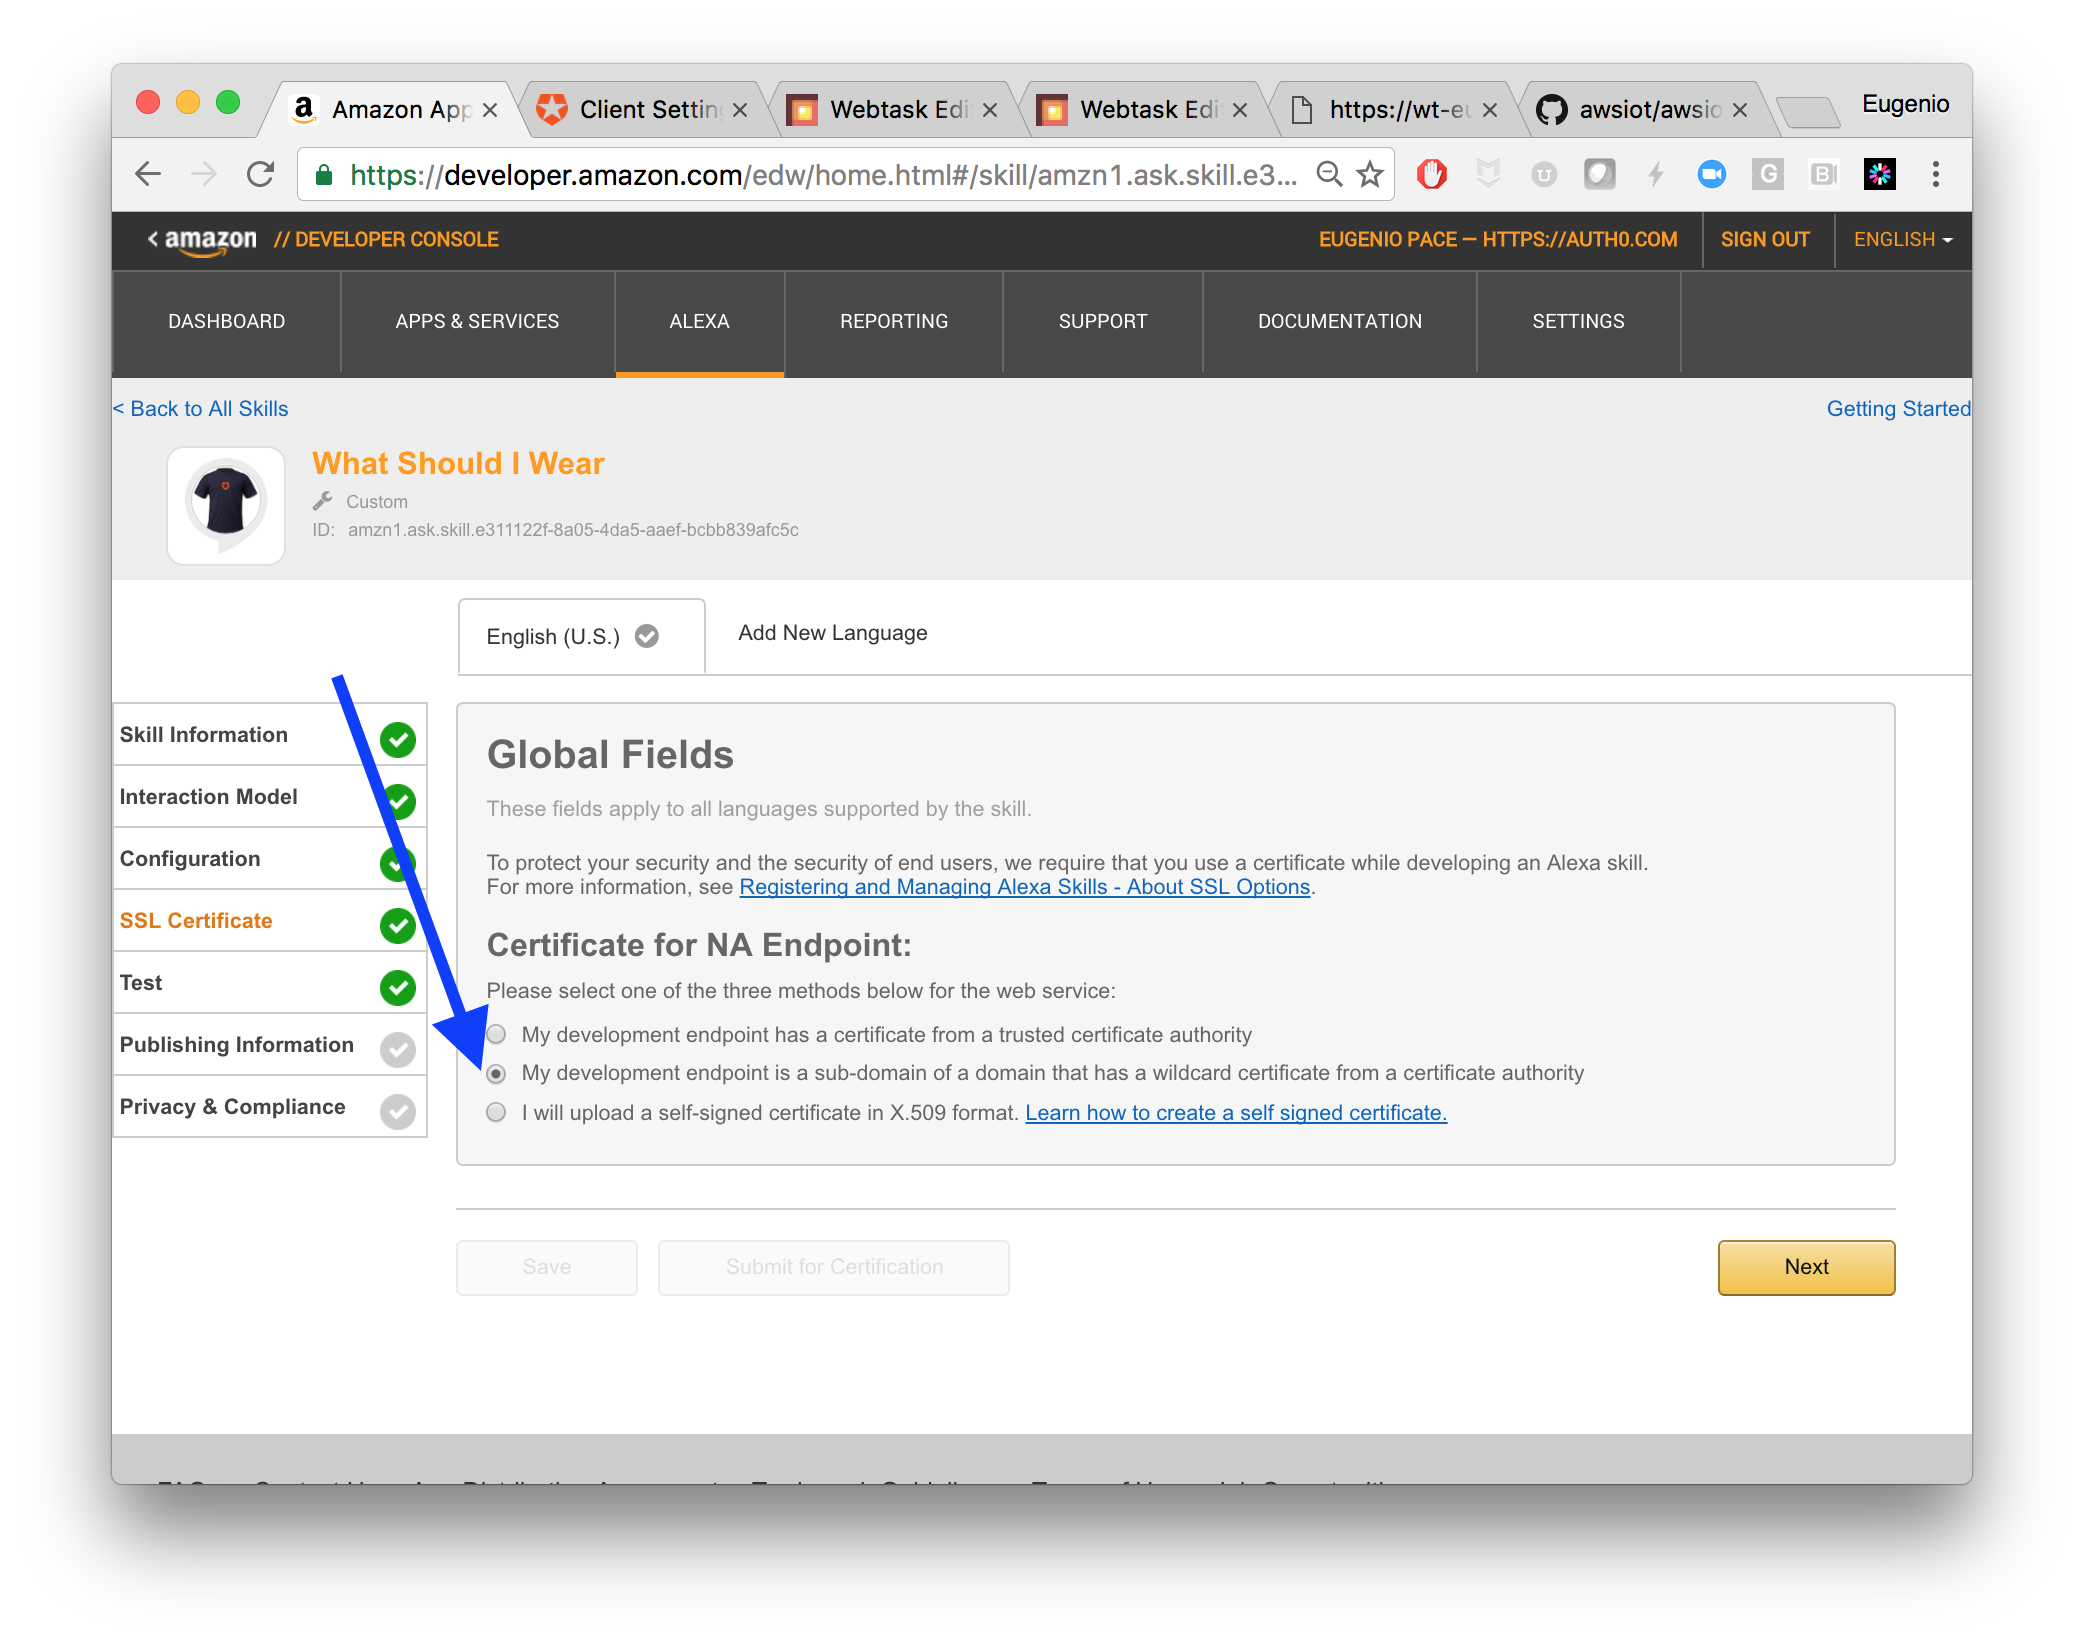 Amazon App
Client Settin
Webtask Edi
Webtask Edi
https://wt-eu
awsiot/awsio
Eugenio
https://developer.amazon.com/edw/home.html#/skill/amzn1.ask.skill.e3...
< amazon // DEVELOPER CONSOLE
EUGENIO PACE — HTTPS://AUTH0.COM
SIGN OUT
ENGLISH
DASHBOARD
APPS & SERVICES
ALEXA
REPORTING
SUPPORT
DOCUMENTATION
SETTINGS
< Back to All Skills
Getting Started
What Should I Wear
Custom
ID: amzn1.ask.skill.e311122f-8a05-4da5-aaef-bcbb839afc5c
English (U.S.)
Add New Language
Skill Information
Interaction Model
Configuration
SSL Certificate
Test
Publishing Information
Privacy & Compliance
Global Fields
These fields apply to all languages supported by the skill.
To protect your security and the security of end users, we require that you use a certificate while developing an Alexa skill.
For more information, see Registering and Managing Alexa Skills - About SSL Options.
Certificate for NA Endpoint:
Please select one of the three methods below for the web service:
My development endpoint has a certificate from a trusted certificate authority
My development endpoint is a sub-domain of a domain that has a wildcard certificate from a certificate authority
I will upload a self-signed certificate in X.509 format. Learn how to create a self signed certificate.
Save
Submit for Certification
Next